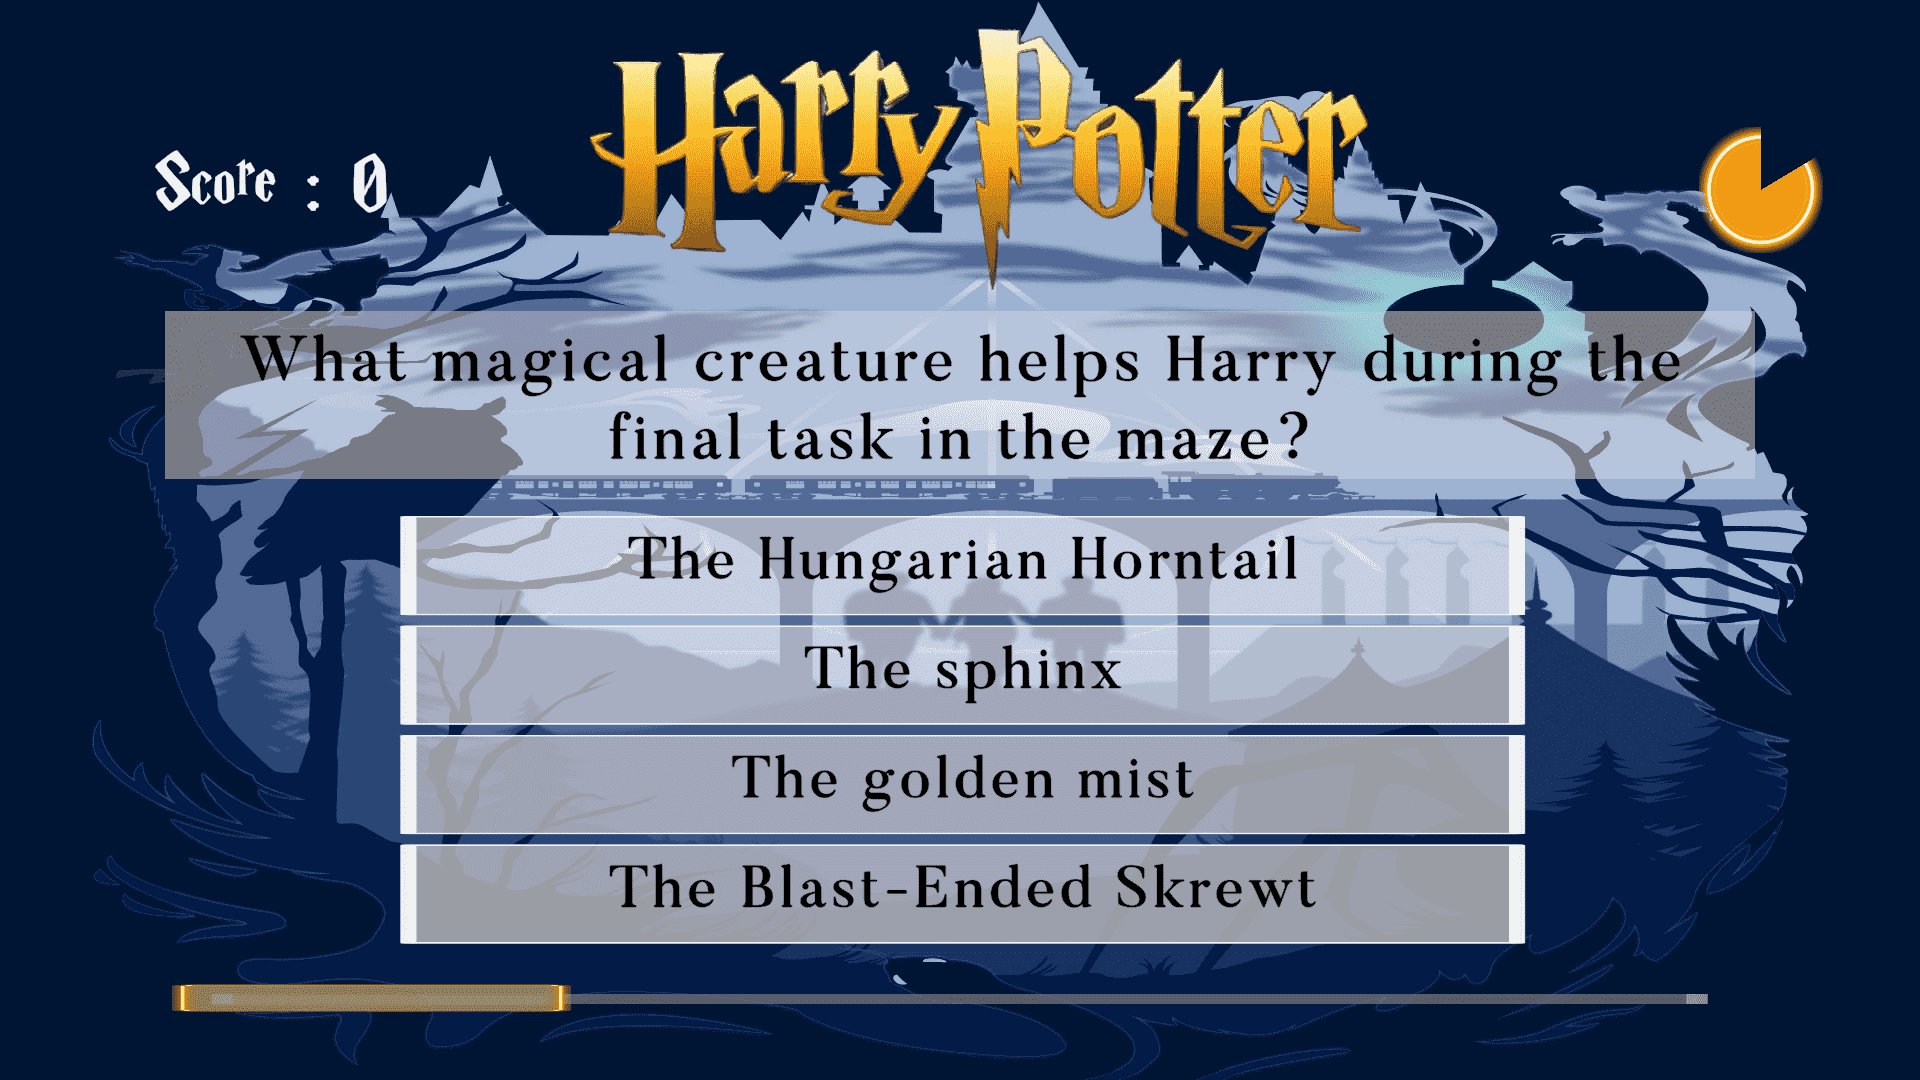 Harry Potter
Score : 0
What magical creature helps Harry during the
final task in the maze?
The Hungarian Horntail
The sphinx
The golden mist
The Blast-Ended Skrewt